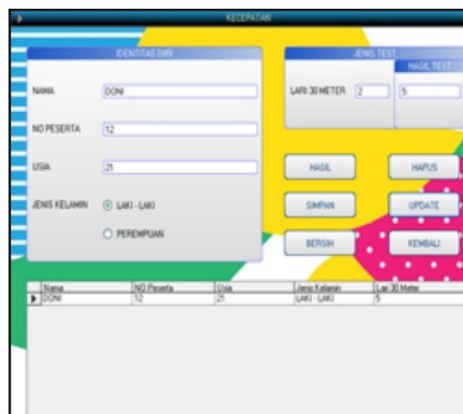 KECEPATAN
IDENTITAS DIRI
NAMA DONI
NO PESERTA 12
USIA 21
JENIS KELAMIN LAKI - LAKI
PEREMPUAN
JENIS TEST
HASIL TEST
LARI 30 METER 2 5
HASIL HAPUS
SIMPAN UPDATE
BERSIH KEMBALI
Nama NO Peserta Usia Jenis Kelamin Lari 30 Meter
DONI 12 21 LAKI - LAKI 5